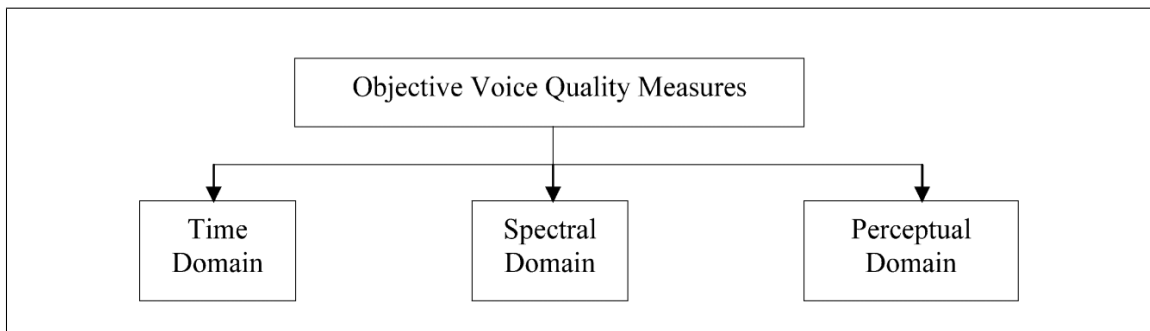 Objective Voice Quality Measures
Time
Domain
Spectral
Domain
Perceptual
Domain